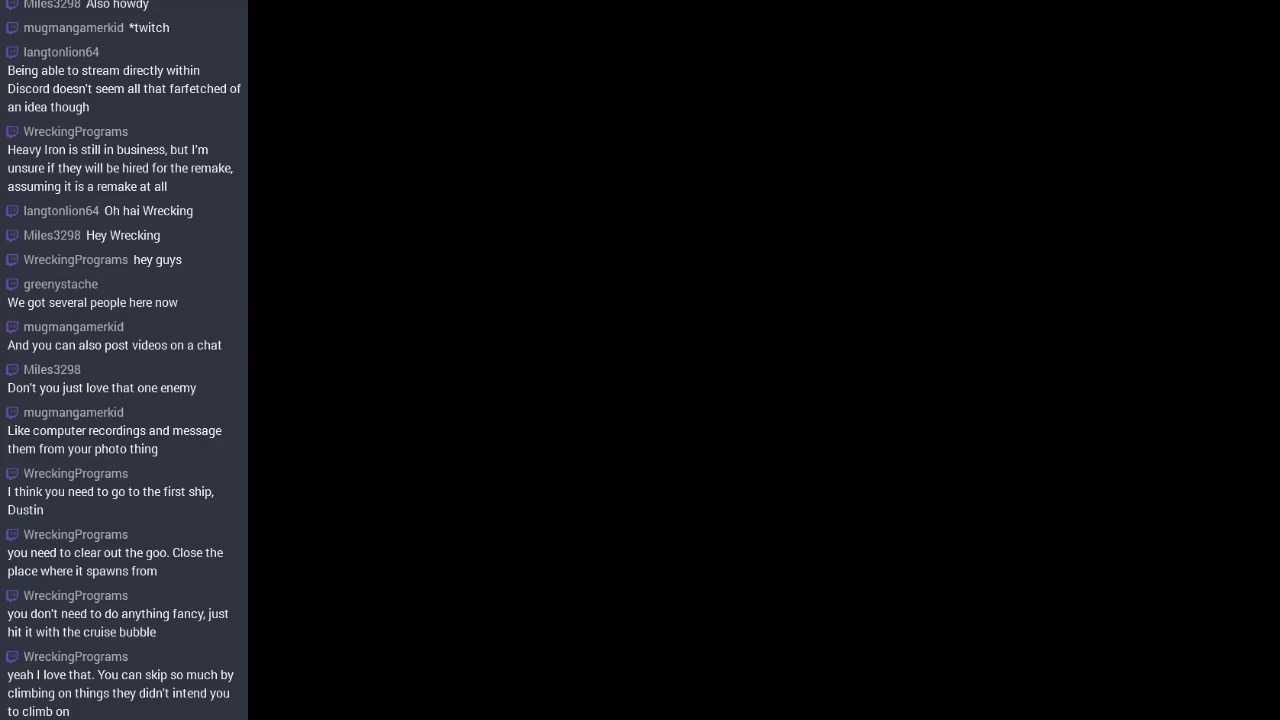 Miles3298 Also howdy
mugmangamerkid *twitch
langtonlion64
Being able to stream directly within
Discord doesn't seem all that farfetched of
an idea though
WreckingPrograms
Heavy Iron is still in business, but I'm
unsure if they will be hired for the remake,
assuming it is a remake at all
langtonlion64 Oh hai Wrecking
Miles3298 Hey Wrecking
WreckingPrograms hey guys
greenystache
We got several people here now
mugmangamerkid
And you can also post videos on a chat
Miles3298
Don't you just love that one enemy
mugmangamerkid
Like computer recordings and message
them from your photo thing
WreckingPrograms
I think you need to go to the first ship,
Dustin
WreckingPrograms
you need to clear out the goo. Close the
place where it spawns from
WreckingPrograms
you don't need to do anything fancy, just
hit it with the cruise bubble
WreckingPrograms
yeah I love that. You can skip so much by
climbing on things they didn't intend you
to climb on